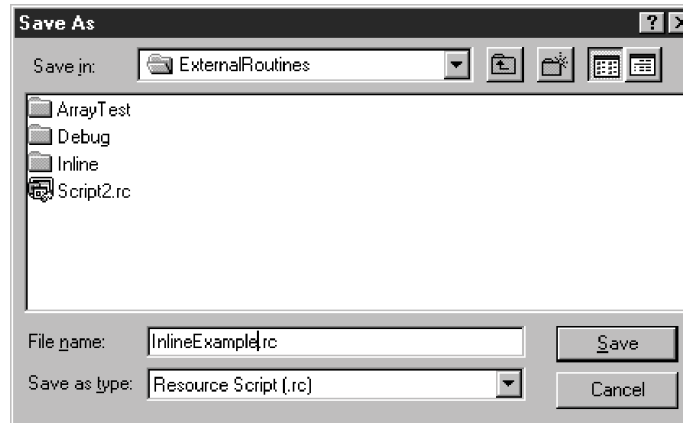 Save As
Save in: ExternalRoutines
ArrayTest
Debug
Inline
Script2.rc
File name: InlineExample.rc Save
Save as type: Resource Script (.rc) Cancel